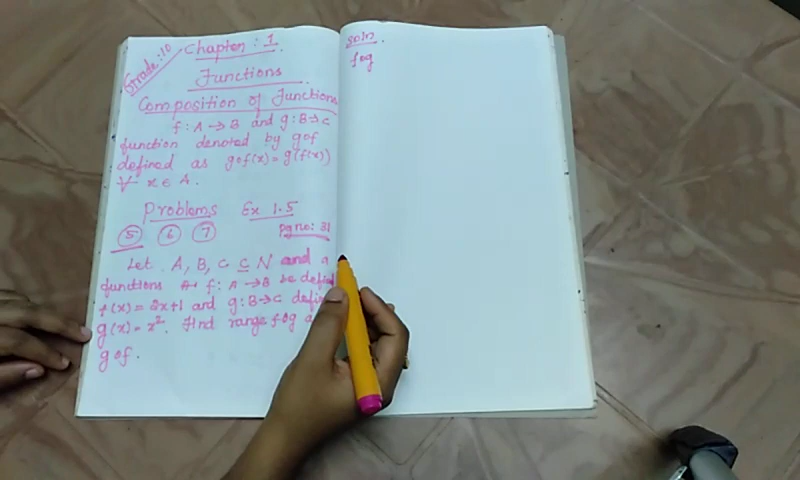 Grade: 10
Chapter: 1
Functions
Composition of Functions
f: A → B and g: B → C
function denoted by gof
defined as gof(x) = g(f(x))
∀ x ∈ A.
Problems Ex 1.5
⑤ ⑥ ⑦ Pg no: 31
Let A, B, C ⊆ N and a
functions f: A → B be defined
f(x) = 2x+1 and g: B → C
g(x) = x². Find range fog
gof.
soln.
fog